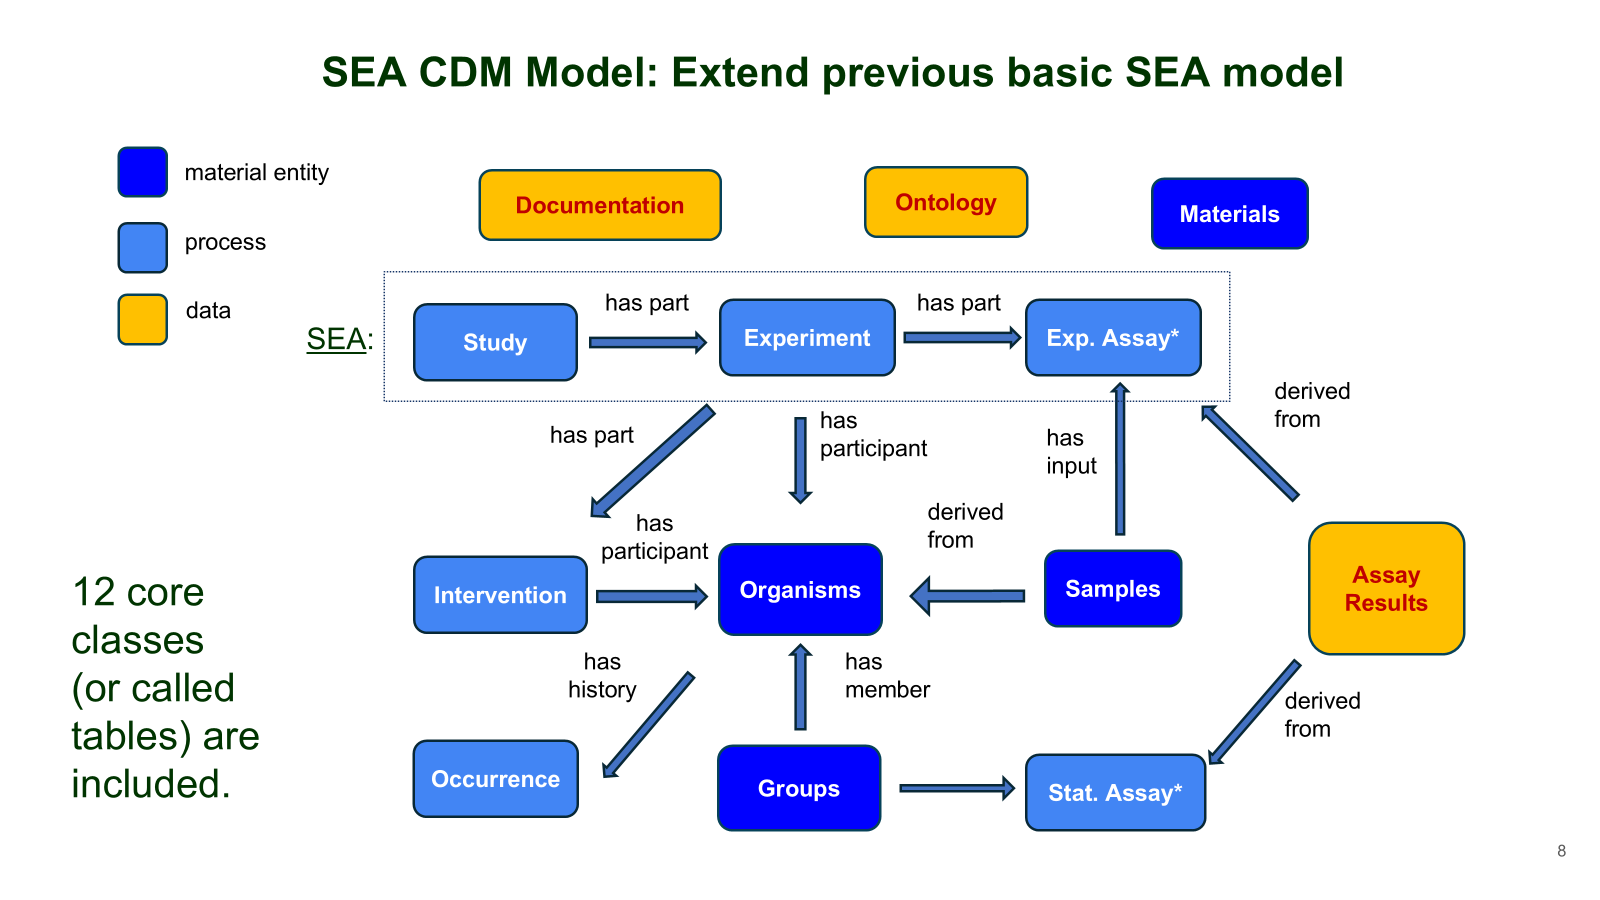 SEA CDM Model: Extend previous basic SEA model
material entity
process
data
Documentation
Ontology
Materials
SEA:
Study
has part
Experiment
has part
Exp. Assay*
has part
has
participant
has
input
derived
from
has
participant
derived
from
Intervention
Organisms
Samples
Assay
Results
12 core
classes
(or called
tables) are
included.
has
history
has
member
derived
from
Occurrence
Groups
Stat. Assay*
8